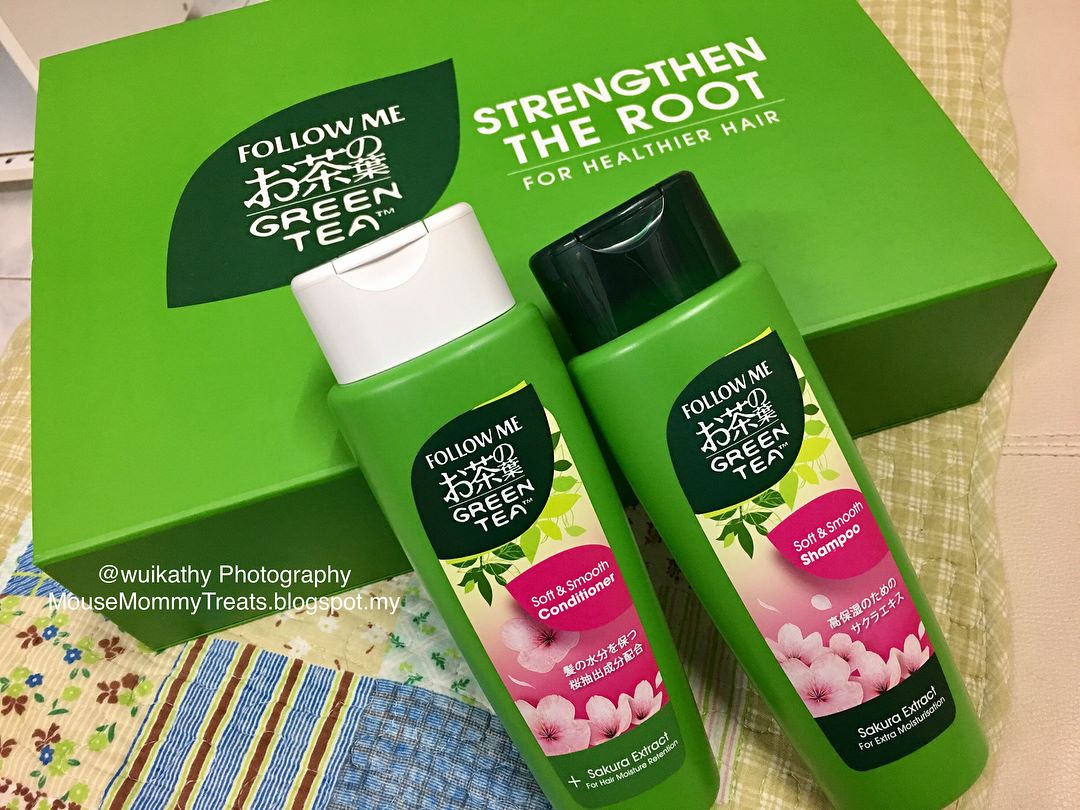 FOLLOW ME
お茶の葉
GREEN
TEA™
STRENGTHEN
THE ROOT
FOR HEALTHIER HAIR
FOLLOW ME
お茶の葉
GREEN
TEA™
Soft & Smooth
Conditioner
髪の水分を保つ
桜抽出成分配合
+ Sakura Extract
For Hair Moisture Retention
FOLLOW ME
お茶の葉
GREEN
TEA™
Soft & Smooth
Shampoo
高保湿のための
サクラエキス
Sakura Extract
For Extra Moisturisation
@wuikathy Photography
MouseMommyTreats.blogspot.my